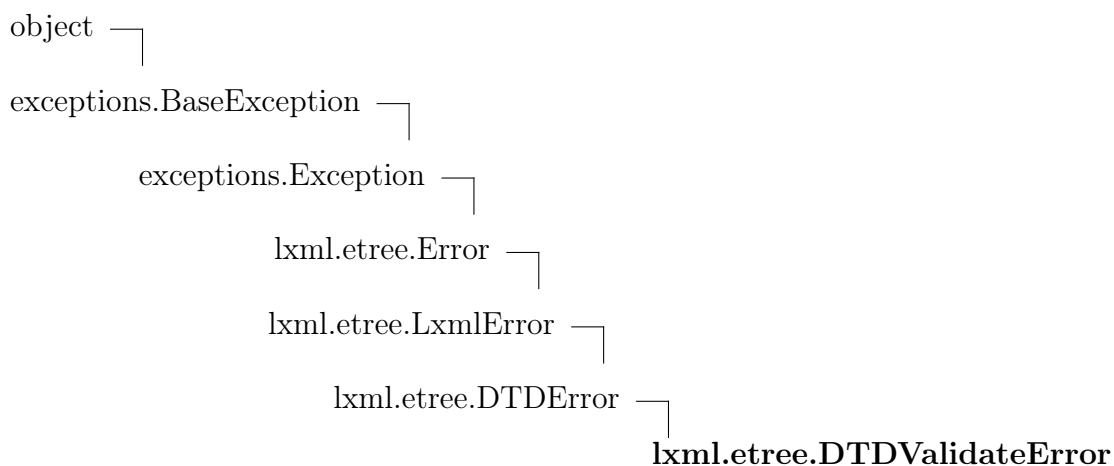 object
exceptions.BaseException
exceptions.Exception
lxml.etree.Error
lxml.etree.LxmlError
lxml.etree.DTDError
lxml.etree.DTDValidateError